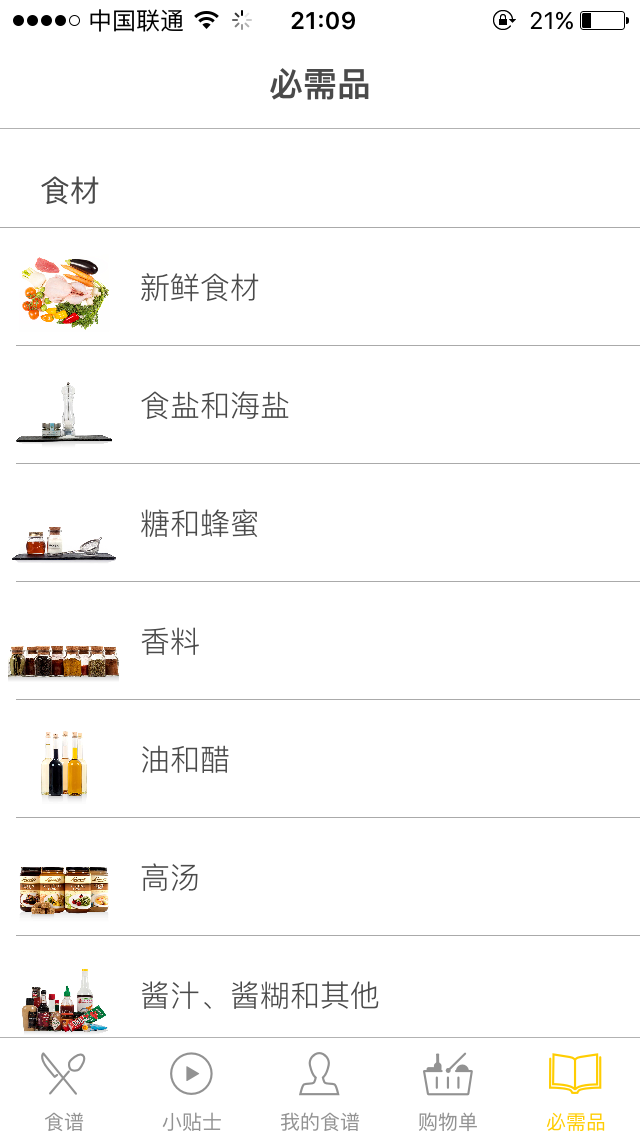 中国联通 21:09 21%
必需品
食材
新鲜食材
食盐和海盐
糖和蜂蜜
香料
油和醋
高汤
酱汁、酱糊和其他
食谱 小贴士 我的食谱 购物单 必需品